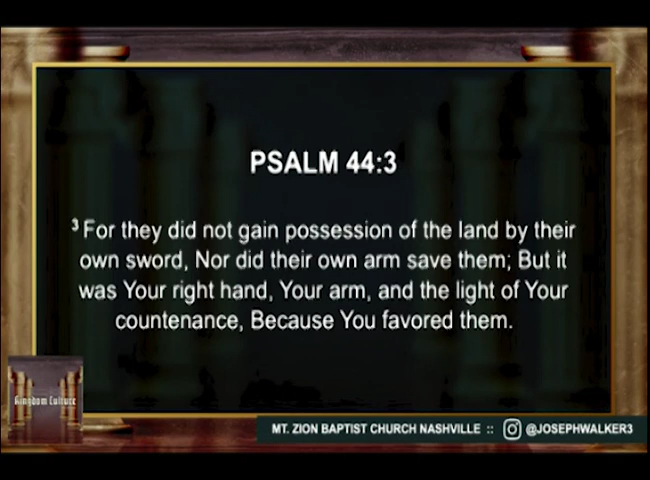 PSALM 44:3
3 For they did not gain possession of the land by their
own sword, Nor did their own arm save them; But it
was Your right hand, Your arm, and the light of Your
countenance, Because You favored them.
Kingdom Culture
MT. ZION BAPTIST CHURCH NASHVILLE :: @JOSEPHWALKER3